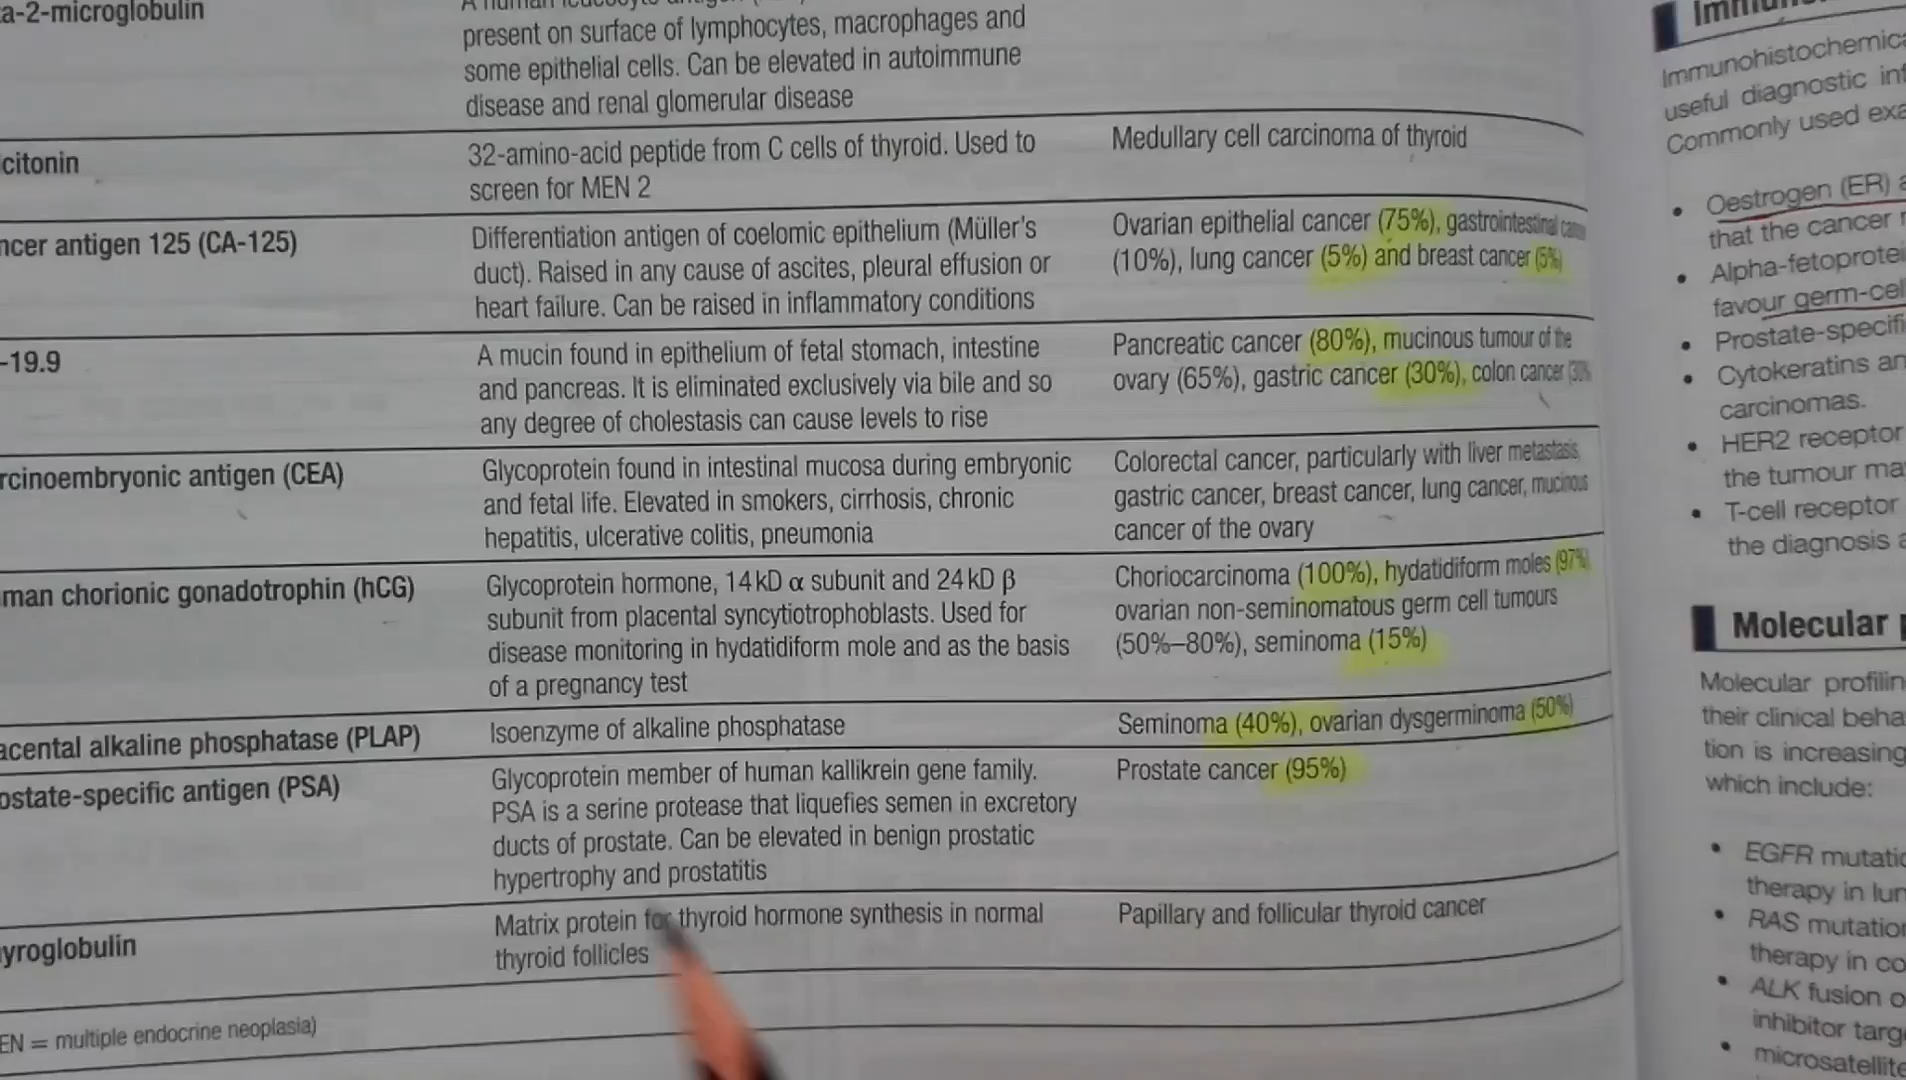 a-2-microglobulin
present on surface of lymphocytes, macrophages and
some epithelial cells. Can be elevated in autoimmune
disease and renal glomerular disease
citonin
32-amino-acid peptide from C cells of thyroid. Used to
screen for MEN 2
Medullary cell carcinoma of thyroid
ncer antigen 125 (CA-125)
Differentiation antigen of coelomic epithelium (Müller's
duct). Raised in any cause of ascites, pleural effusion or
heart failure. Can be raised in inflammatory conditions
Ovarian epithelial cancer (75%), gastrointestinal
(10%), lung cancer (5%) and breast cancer (5%)
-19.9
A mucin found in epithelium of fetal stomach, intestine
and pancreas. It is eliminated exclusively via bile and so
any degree of cholestasis can cause levels to rise
Pancreatic cancer (80%), mucinous tumour of the
ovary (65%), gastric cancer (30%), colon cancer
rcinoembryonic antigen (CEA)
Glycoprotein found in intestinal mucosa during embryonic
and fetal life. Elevated in smokers, cirrhosis, chronic
hepatitis, ulcerative colitis, pneumonia
Colorectal cancer, particularly with liver metastasis,
gastric cancer, breast cancer, lung cancer, mucinous
cancer of the ovary
man chorionic gonadotrophin (hCG)
Glycoprotein hormone, 14kD α subunit and 24kD β
subunit from placental syncytiotrophoblasts. Used for
disease monitoring in hydatidiform mole and as the basis
of a pregnancy test
Choriocarcinoma (100%), hydatidiform moles (97%
ovarian non-seminomatous germ cell tumours
(50%–80%), seminoma (15%)
acental alkaline phosphatase (PLAP)
Isoenzyme of alkaline phosphatase
Seminoma (40%), ovarian dysgerminoma (50%)
ostate-specific antigen (PSA)
Glycoprotein member of human kallikrein gene family.
PSA is a serine protease that liquefies semen in excretory
ducts of prostate. Can be elevated in benign prostatic
hypertrophy and prostatitis
Prostate cancer (95%)
yroglobulin
Matrix protein for thyroid hormone synthesis in normal
thyroid follicles
Papillary and follicular thyroid cancer
EN = multiple endocrine neoplasia)
Immunohistochemica
useful diagnostic inf
Commonly used exa
• Oestrogen (ER) a
that the cancer r
• Alpha-fetoprotei
favour germ-cel
• Prostate-specifi
• Cytokeratins an
carcinomas.
• HER2 receptor
the tumour ma
• T-cell receptor
the diagnosis a
Molecular p
Molecular profilin
their clinical beha
tion is increasing
which include:
• EGFR mutatio
therapy in lun
• RAS mutation
therapy in co
• ALK fusion o
inhibitor targ
• microsatellite